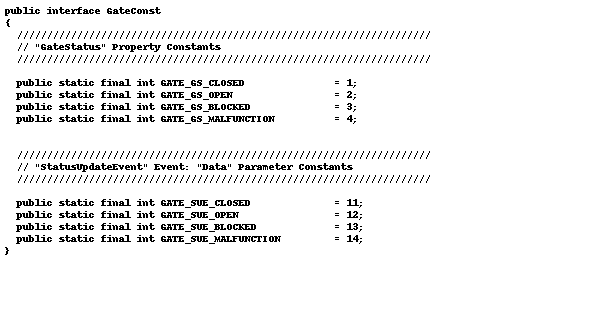 public interface GateConst
{
  /////////////////////////////////////////////////////////////////////
  // "GateStatus" Property Constants
  /////////////////////////////////////////////////////////////////////
  public static final int GATE_GS_CLOSED               = 1;
  public static final int GATE_GS_OPEN                 = 2;
  public static final int GATE_GS_BLOCKED              = 3;
  public static final int GATE_GS_MALFUNCTION          = 4;
  /////////////////////////////////////////////////////////////////////
  // "StatusUpdateEvent" Event: "Data" Parameter Constants
  /////////////////////////////////////////////////////////////////////
  public static final int GATE_SUE_CLOSED              = 11;
  public static final int GATE_SUE_OPEN                = 12;
  public static final int GATE_SUE_BLOCKED             = 13;
  public static final int GATE_SUE_MALFUNCTION         = 14;
}